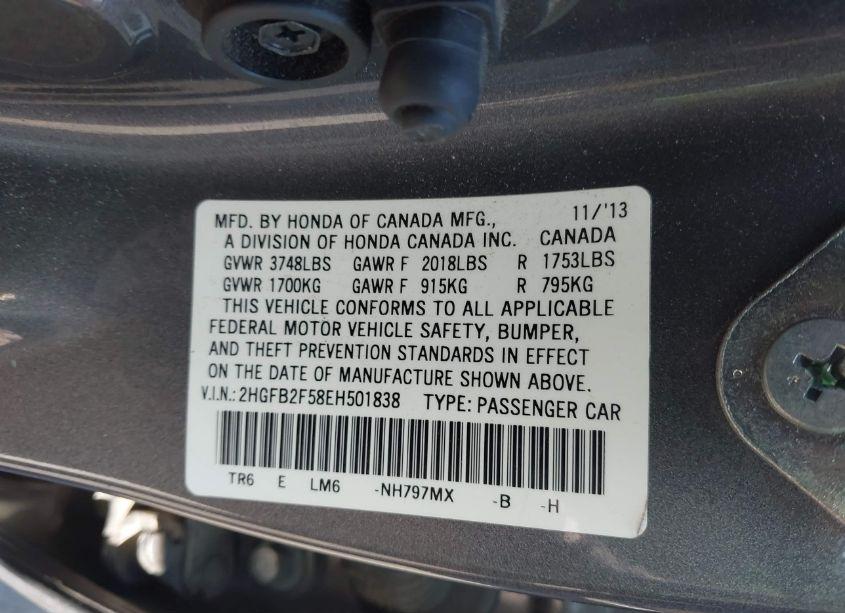 MFD. BY HONDA OF CANADA MFG., 11/'13
A DIVISION OF HONDA CANADA INC. CANADA
GVWR 3748LBS GAWR F 2018LBS R 1753LBS
GVWR 1700KG GAWR F 915KG R 795KG
THIS VEHICLE CONFORMS TO ALL APPLICABLE
FEDERAL MOTOR VEHICLE SAFETY, BUMPER,
AND THEFT PREVENTION STANDARDS IN EFFECT
ON THE DATE OF MANUFACTURE SHOWN ABOVE.
V.I.N.: 2HGFB2F58EH501838 TYPE: PASSENGER CAR
TR6 E LM6 -NH797MX -B -H